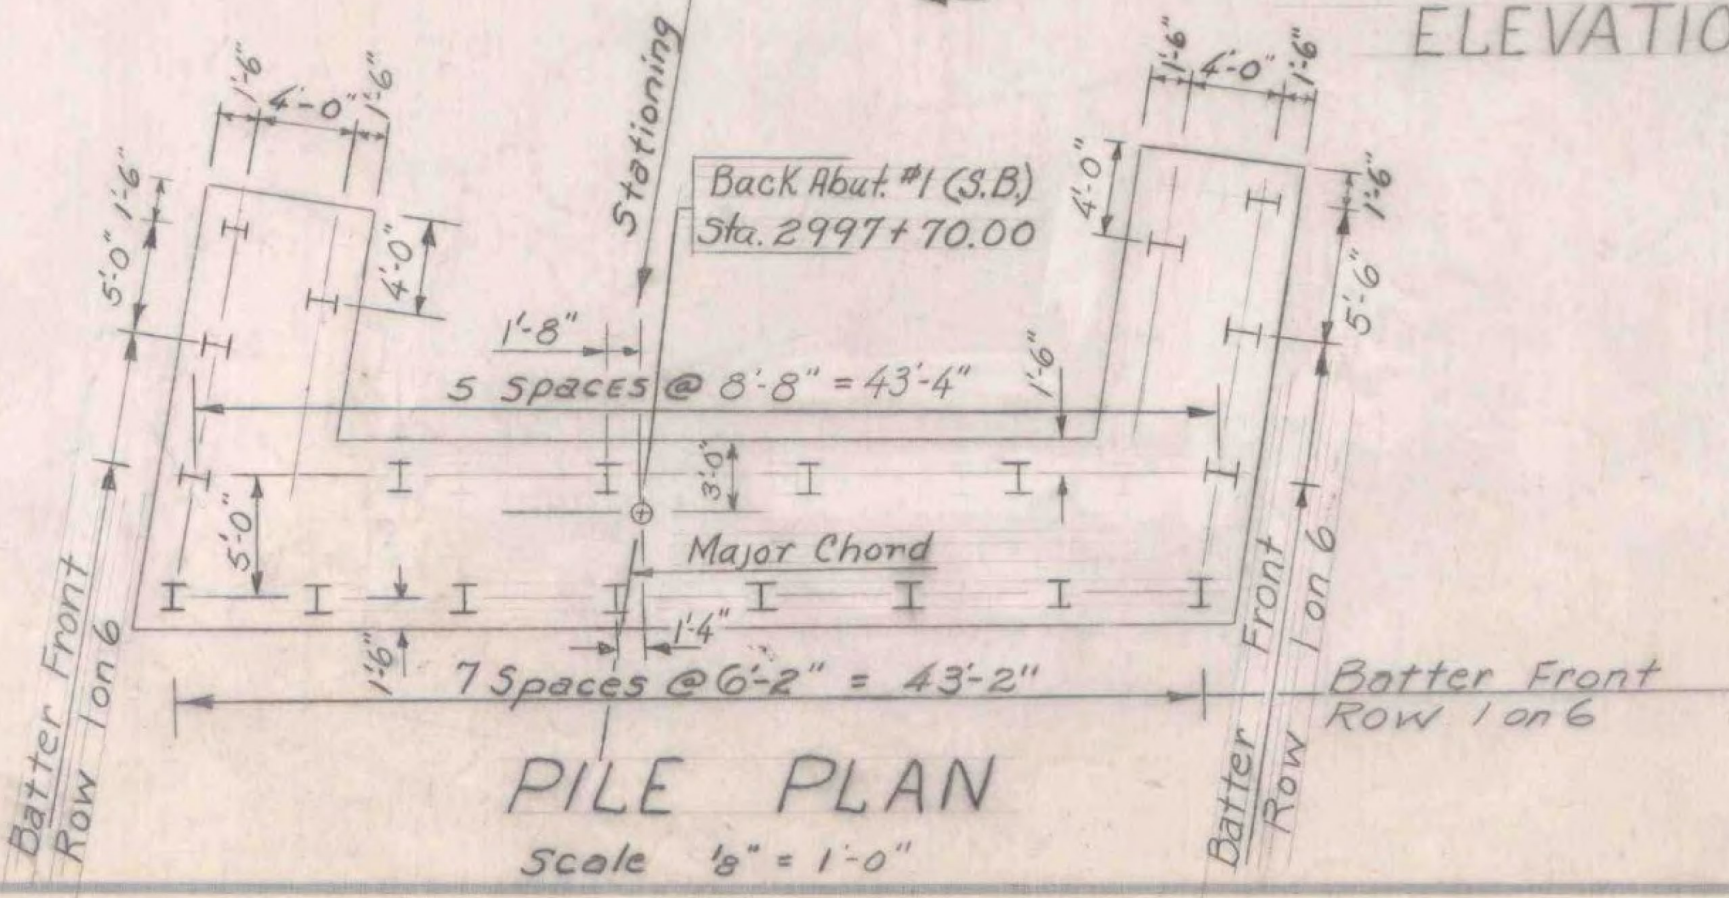 ELEVATIO
1'-6"
4'-0"
1'-6"
1'-6"
4'-0"
1'-6"
Stationing
Back Abut. #1 (S.B.)
Sta. 2997+70.00
1'-6"
5'-0"
4'-0"
4'-0"
1'-6"
5'-6"
1'-8"
5 Spaces @ 8'-8" = 43'-4"
1'-6"
3'-0"
5'-0"
Major Chord
1'-6"
1'-4"
7 Spaces @ 6'-2" = 43'-2"
Batter Front
Row 1 on 6
Batter Front
Row 1 on 6
Batter Front
Row 1 on 6
PILE PLAN
Scale 1/8" = 1'-0"